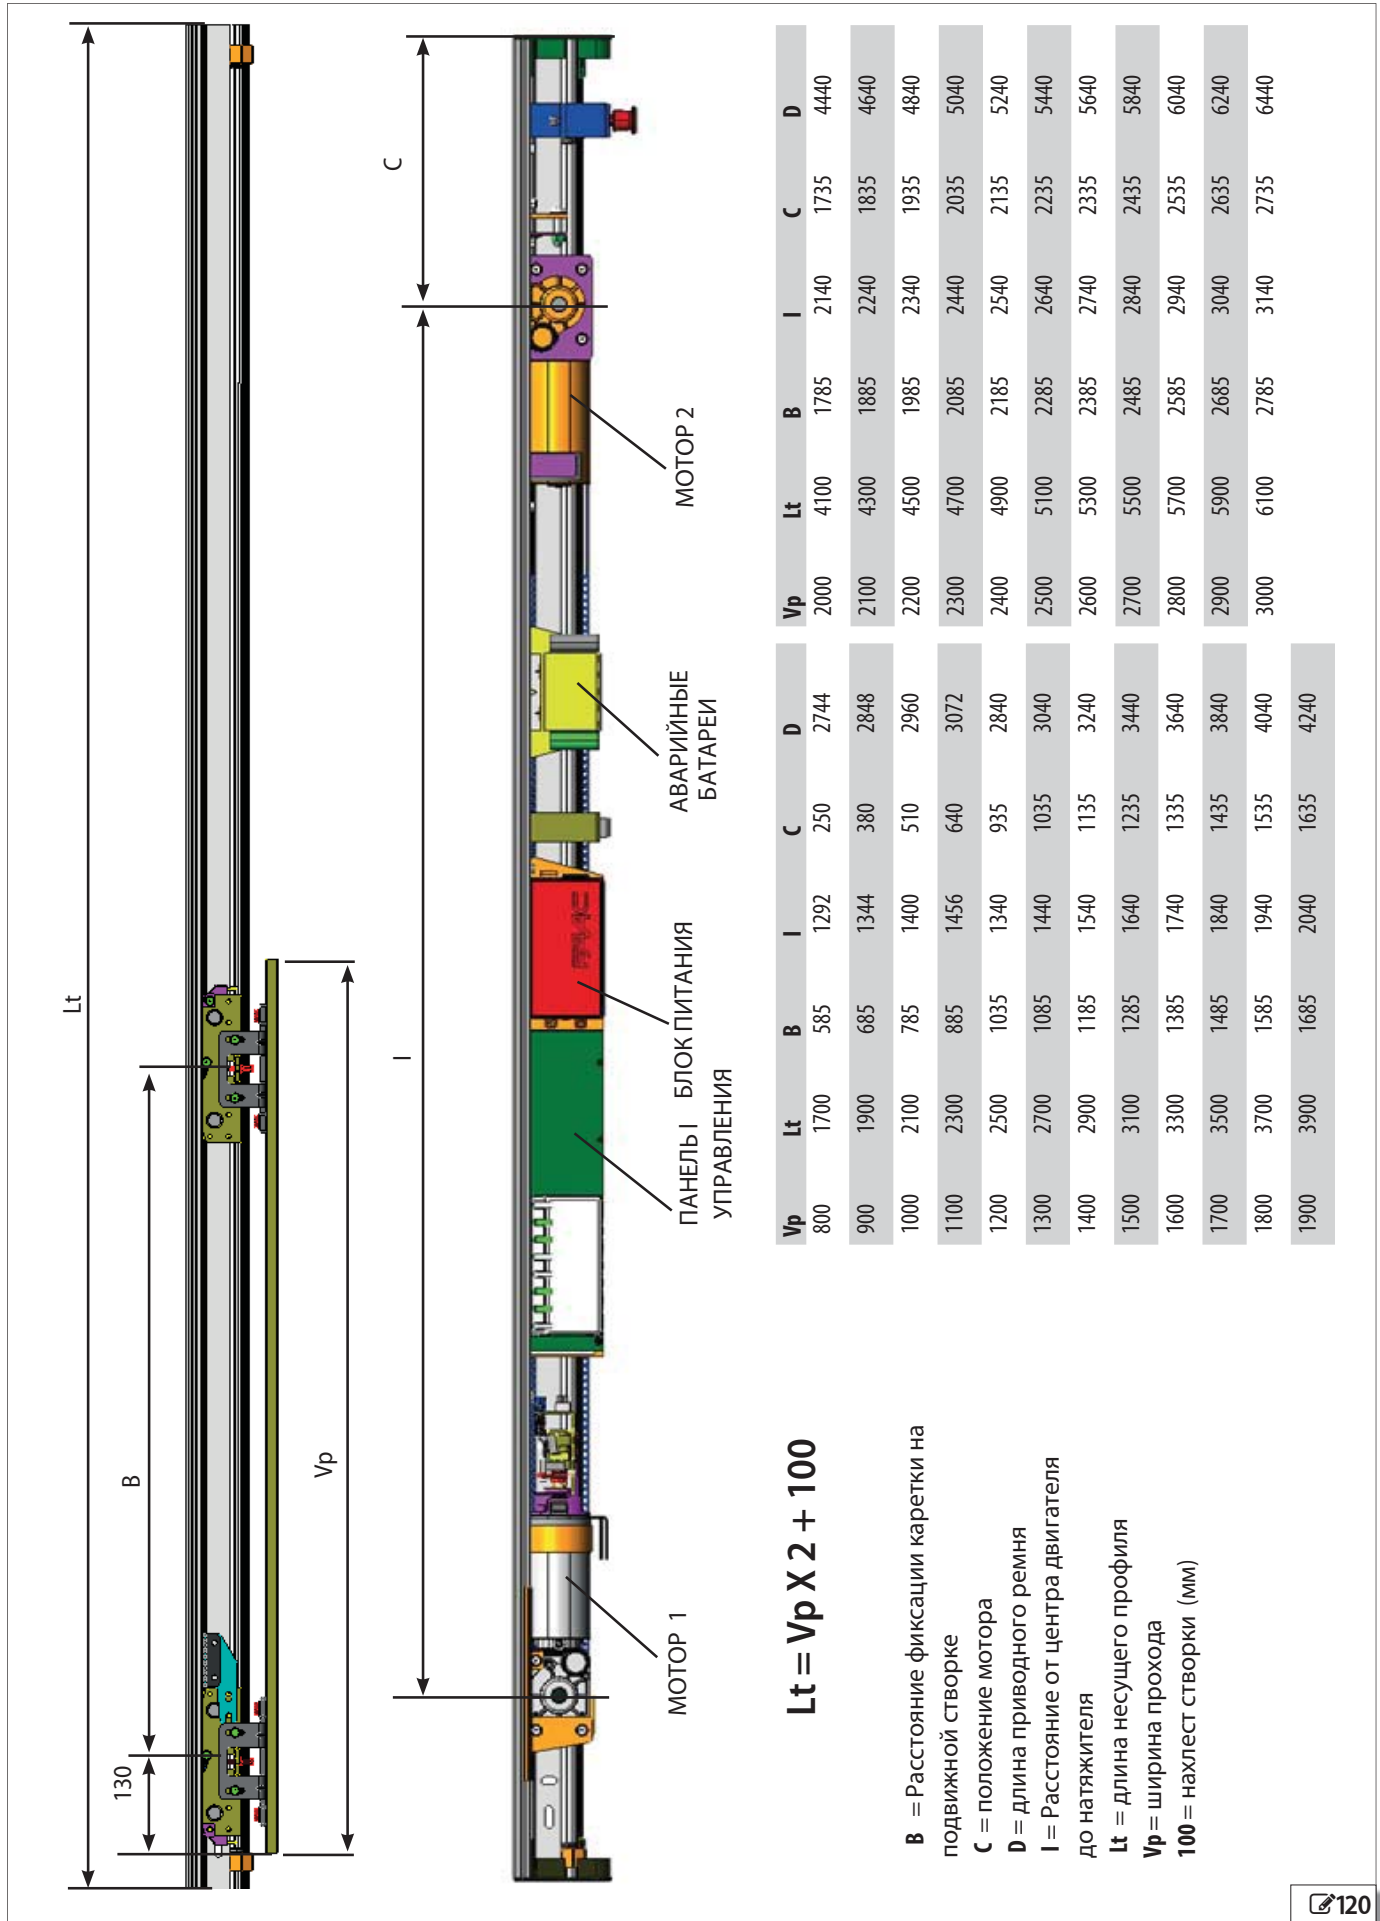 Lt
B
130
Vp
C
I
МОТОР 1
ПАНЕЛЬ I
УПРАВЛЕНИЯ
БЛОК ПИТАНИЯ
АВАРИЙНЫЕ
БАТАРЕИ
МОТОР 2
Lt = Vp X 2 + 100
B = Расстояние фиксации каретки на
подвижной створке
C = положение мотора
D = длина приводного ремня
I = Расстояние от центра двигателя
до натяжителя
Lt = длина несущего профиля
Vp = ширина прохода
100 = нахлест створки (мм)
Vp Lt B I C D
800 1700 585 1292 250 2744
900 1900 685 1344 380 2848
1000 2100 785 1400 510 2960
1100 2300 885 1456 640 3072
1200 2500 1035 1340 935 2840
1300 2700 1085 1440 1035 3040
1400 2900 1185 1540 1135 3240
1500 3100 1285 1640 1235 3440
1600 3300 1385 1740 1335 3640
1700 3500 1485 1840 1435 3840
1800 3700 1585 1940 1535 4040
1900 3900 1685 2040 1635 4240
Vp Lt B I C D
2000 4100 1785 2140 1735 4440
2100 4300 1885 2240 1835 4640
2200 4500 1985 2340 1935 4840
2300 4700 2085 2440 2035 5040
2400 4900 2185 2540 2135 5240
2500 5100 2285 2640 2235 5440
2600 5300 2385 2740 2335 5640
2700 5500 2485 2840 2435 5840
2800 5700 2585 2940 2535 6040
2900 5900 2685 3040 2635 6240
3000 6100 2785 3140 2735 6440
120